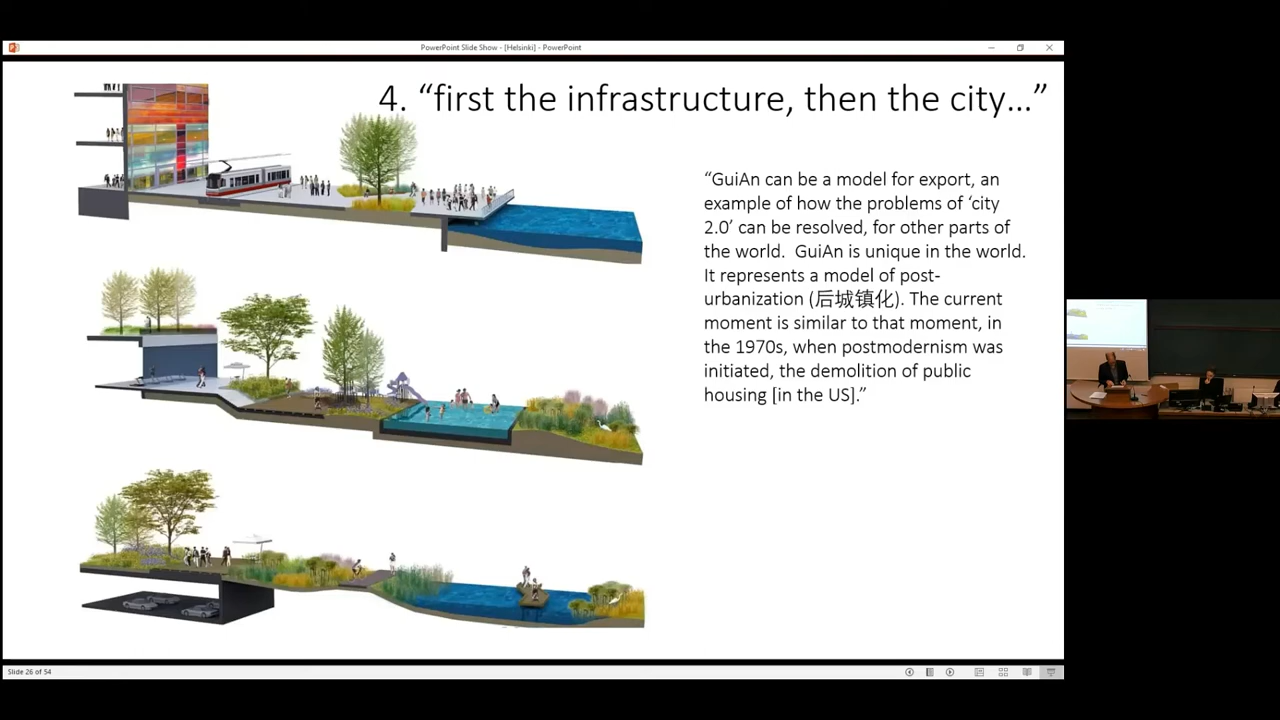 PowerPoint Slide Show - [Helsinki] - PowerPoint
4. “first the infrastructure, then the city…”
“GuiAn can be a model for export, an
example of how the problems of ‘city
2.0’ can be resolved, for other parts of
the world.  GuiAn is unique in the world.
It represents a model of post-
urbanization (后城镇化). The current
moment is similar to that moment, in
the 1970s, when postmodernism was
initiated, the demolition of public
housing [in the US].”
Slide 26 of 54